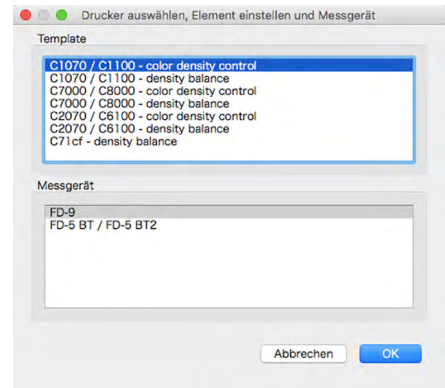 Drucker auswählen, Element einstellen und Messgerät
Template
C1070 / C1100 - color density control
C1070 / C1100 - density balance
C7000 / C8000 - color density control
C7000 / C8000 - density balance
C2070 / C6100 - color density control
C2070 / C6100 - density balance
C71cf - density balance
Messgerät
FD-9
FD-5 BT / FD-5 BT2
Abbrechen
OK